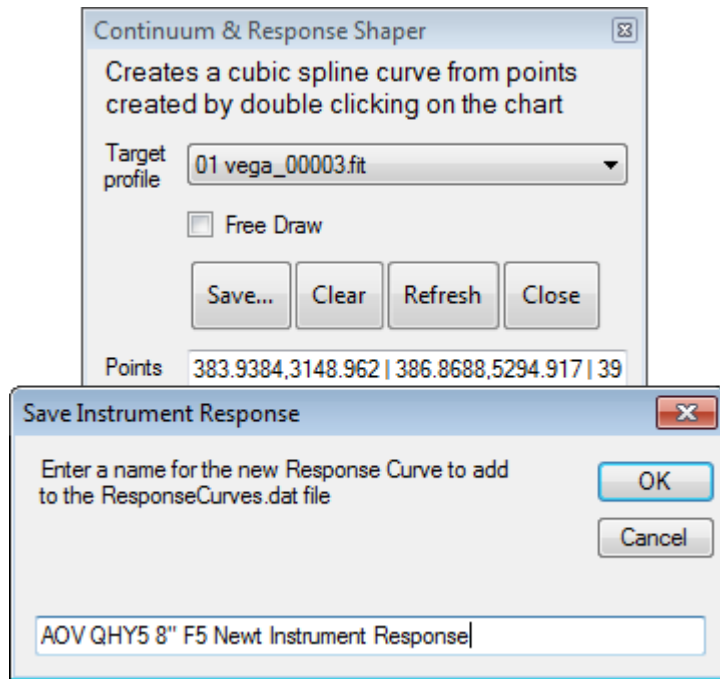 Continuum & Response Shaper
Creates a cubic spline curve from points
created by double clicking on the chart
Target
profile
01 vega_00003.fit
Free Draw
Save...
Clear
Refresh
Close
Points
383.9384,3148.962 | 386.8688,5294.917 | 39
Save Instrument Response
Enter a name for the new Response Curve to add
to the ResponseCurves.dat file
OK
Cancel
AOV QHY5 8" F5 Newt Instrument Response